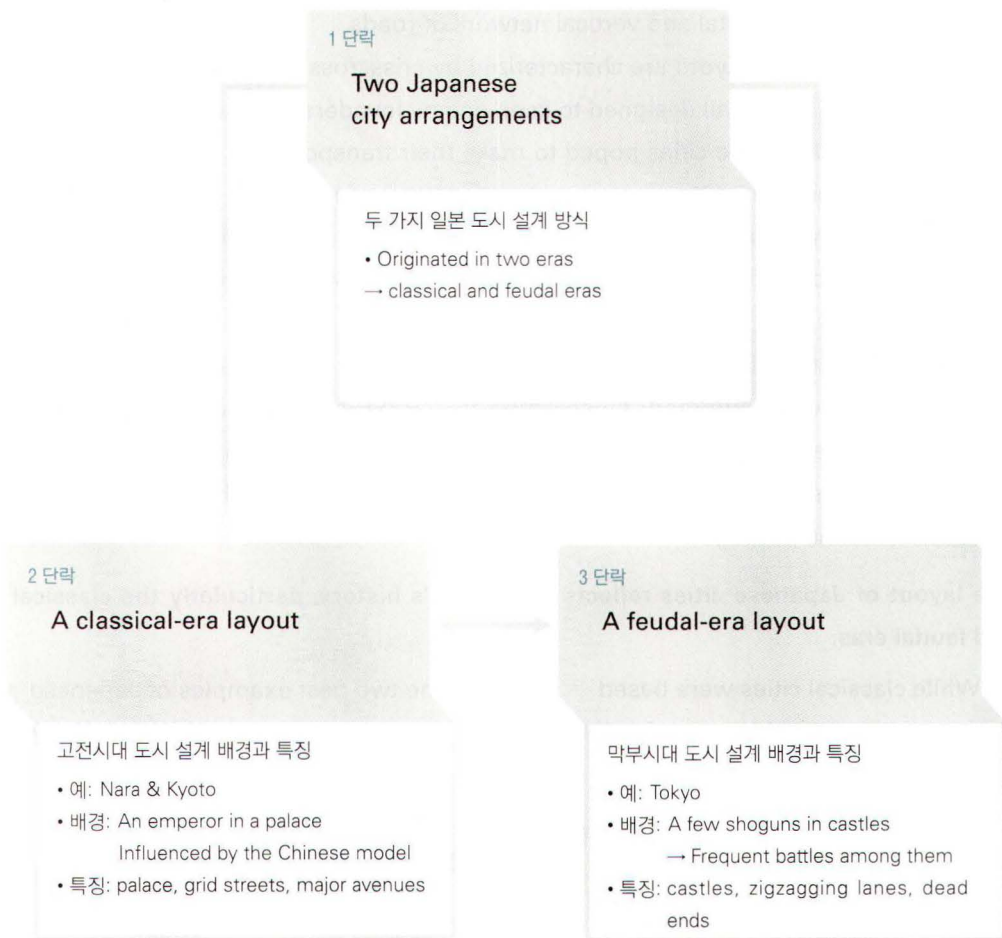 1 단락
Two Japanese
city arrangements
두 가지 일본 도시 설계 방식
• Originated in two eras
→ classical and feudal eras
2 단락
A classical-era layout
고전시대 도시 설계 배경과 특징
• 예: Nara & Kyoto
• 배경: An emperor in a palace
Influenced by the Chinese model
• 특징: palace, grid streets, major avenues
3 단락
A feudal-era layout
막부시대 도시 설계 배경과 특징
• 예: Tokyo
• 배경: A few shoguns in castles
→ Frequent battles among them
• 특징: castles, zigzagging lanes, dead
ends